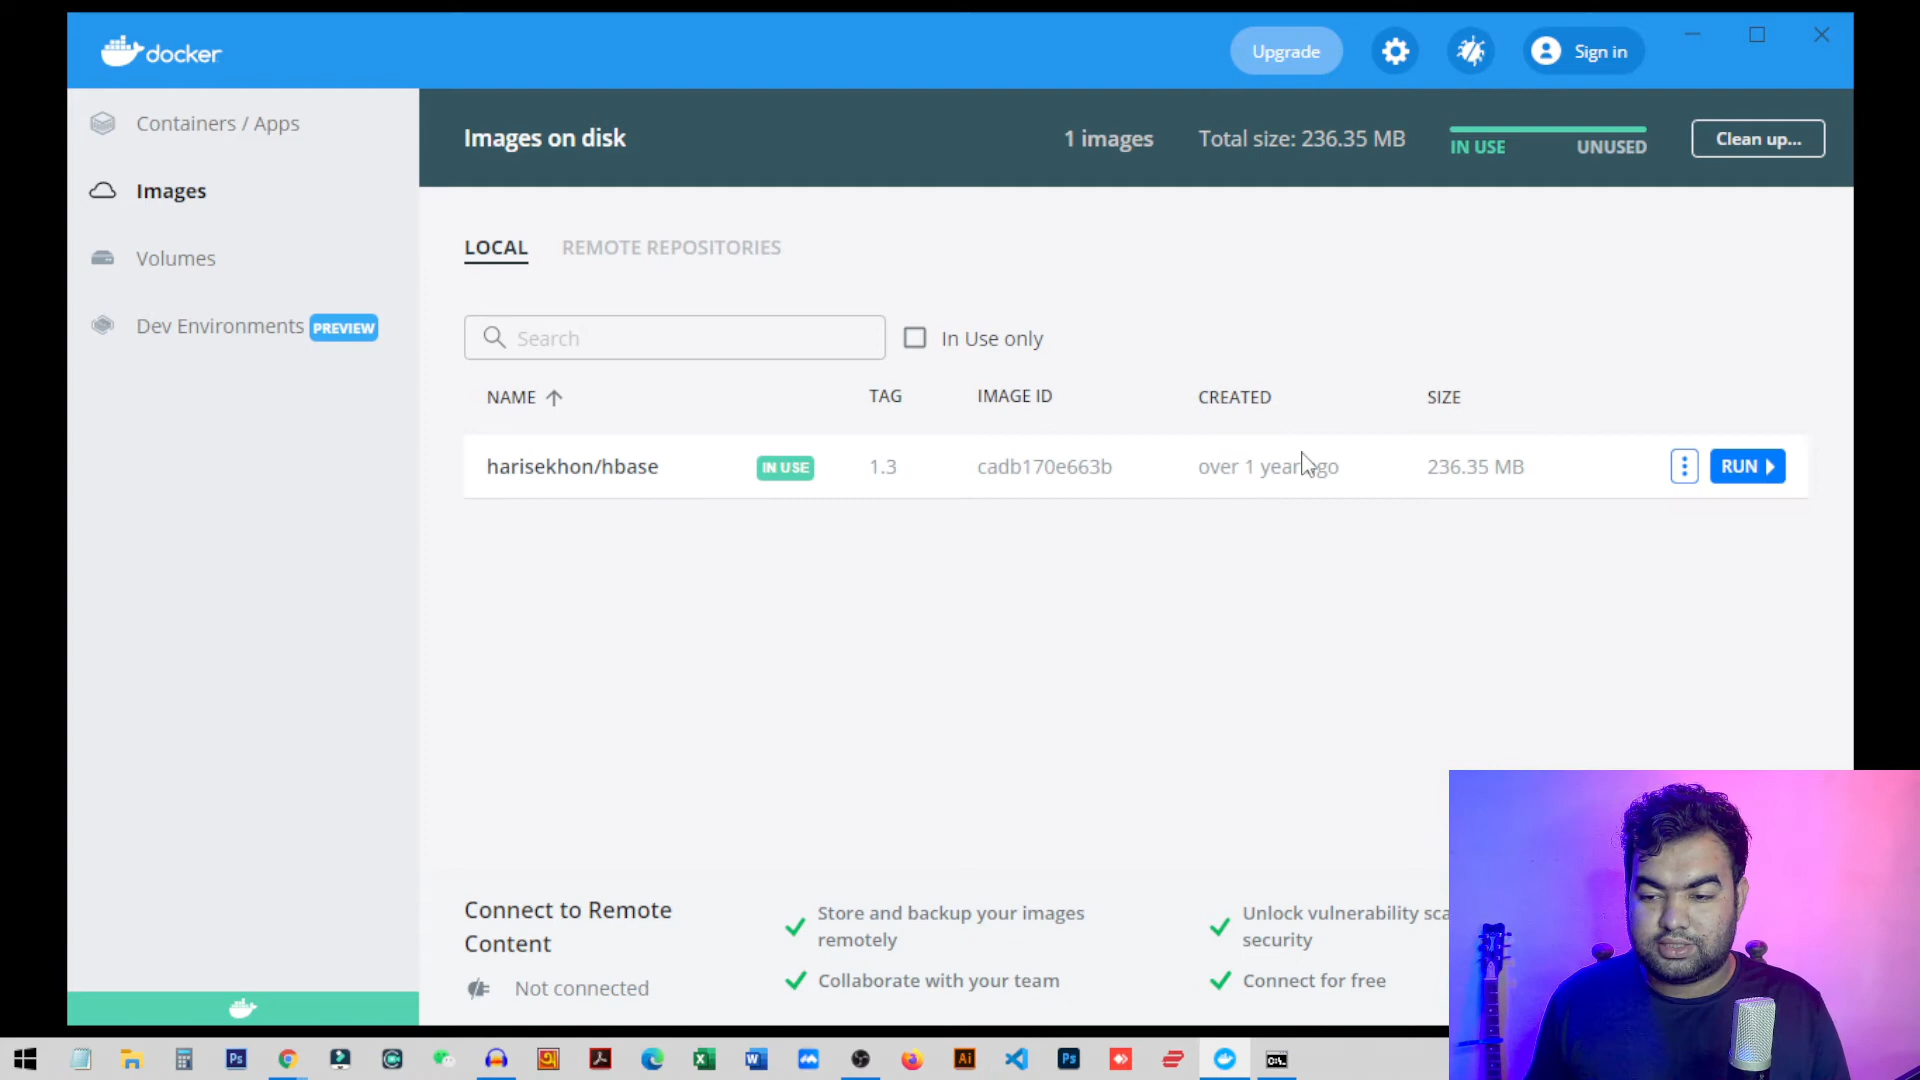 docker
Upgrade
Sign in
Containers / Apps
Images
Volumes
Dev Environments PREVIEW
Images on disk
1 images
Total size: 236.35 MB
IN USE
UNUSED
Clean up...
LOCAL
REMOTE REPOSITORIES
Search
In Use only
NAME
TAG
IMAGE ID
CREATED
SIZE
harisekhon/hbase
IN USE
1.3
cadb170e663b
over 1 year ago
236.35 MB
RUN
Connect to Remote
Content
Not connected
Store and backup your images
remotely
Collaborate with your team
Unlock vulnerability
security
Connect for free
Ps
W
Ai
Ps